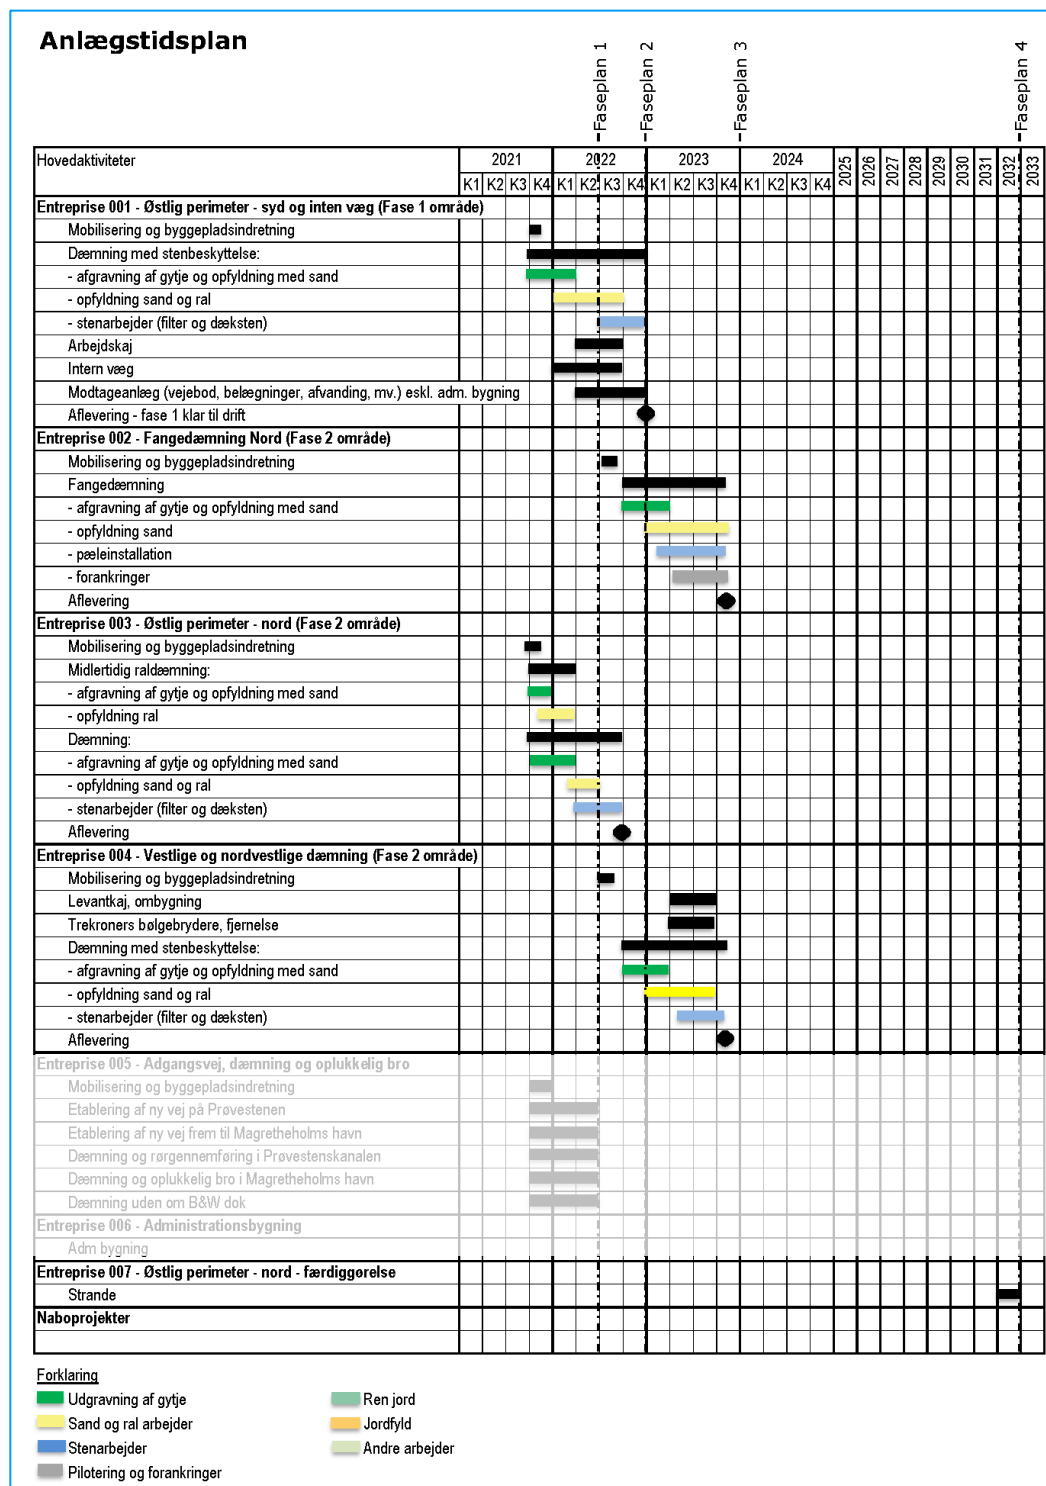 Anlægstidsplan
Faseplan 1
Faseplan 2
Faseplan 3
Faseplan 4
Hovedaktiviteter
2021 2022 2023 2024 2025 2026 2027 2028 2029 2030 2031 2032 2033
K1 K2 K3 K4 K1 K2 K3 K4 K1 K2 K3 K4 K1 K2 K3 K4
Entreprise 001 - Østlig perimeter - syd og inten væg (Fase 1 område)
Mobilisering og byggepladsindretning
Dæmning med stenbeskyttelse:
- afgravning af gytje og opfyldning med sand
- opfyldning sand og ral
- stenarbejder (filter og dæksten)
Arbejdskaj
Intern væg
Modtageanlæg (vejebod, belægninger, afvanding, mv.) eskl. adm. bygning
Aflevering - fase 1 klar til drift
Entreprise 002 - Fangedæmning Nord (Fase 2 område)
Mobilisering og byggepladsindretning
Fangedæmning
- afgravning af gytje og opfyldning med sand
- opfyldning sand
- pæleinstallation
- forankringer
Aflevering
Entreprise 003 - Østlig perimeter - nord (Fase 2 område)
Mobilisering og byggepladsindretning
Midlertidig raldæmning:
- afgravning af gytje og opfyldning med sand
- opfyldning ral
Dæmning:
- afgravning af gytje og opfyldning med sand
- opfyldning sand og ral
- stenarbejder (filter og dæksten)
Aflevering
Entreprise 004 - Vestlige og nordvestlige dæmning (Fase 2 område)
Mobilisering og byggepladsindretning
Levantkaj, ombygning
Trekroners bølgebrydere, fjernelse
Dæmning med stenbeskyttelse:
- afgravning af gytje og opfyldning med sand
- opfyldning sand og ral
- stenarbejder (filter og dæksten)
Aflevering
Entreprise 005 - Adgangsvej, dæmning og oplukkelig bro
Mobilisering og byggepladsindretning
Etablering af ny vej på Prøvestenen
Etablering af ny vej frem til Magretheholms havn
Dæmning og rørgennemføring i Prøvestenskanalen
Dæmning og oplukkelig bro i Magretheholms havn
Dæmning uden om B&W dok
Entreprise 006 - Administrationsbygning
Adm bygning
Entreprise 007 - Østlig perimeter - nord - færdiggørelse
Strande
Naboprojekter
Forklaring
Udgravning af gytje
Sand og ral arbejder
Stenarbejder
Pilotering og forankringer
Ren jord
Jordfyld
Andre arbejder